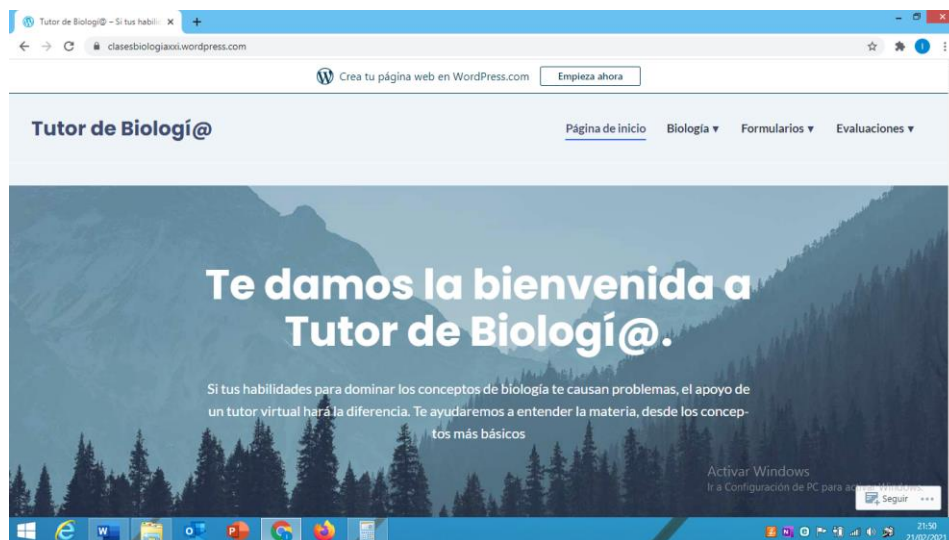 Tutor de Biologi@ – Si tus habilid
clasesbiologiaxxi.wordpress.com
Crea tu página web en WordPress.com Empieza ahora
Tutor de Biologí@ Página de inicio Biología ▾ Formularios ▾ Evaluaciones ▾
Te damos la bienvenida a
Tutor de Biologí@.
Si tus habilidades para dominar los conceptos de biología te causan problemas, el apoyo de
un tutor virtual hará la diferencia. Te ayudaremos a entender la materia, desde los concep-
tos más básicos
Activar Windows
Ir a Configuración de PC para activar Windows.
Seguir
21:50
21/02/2021